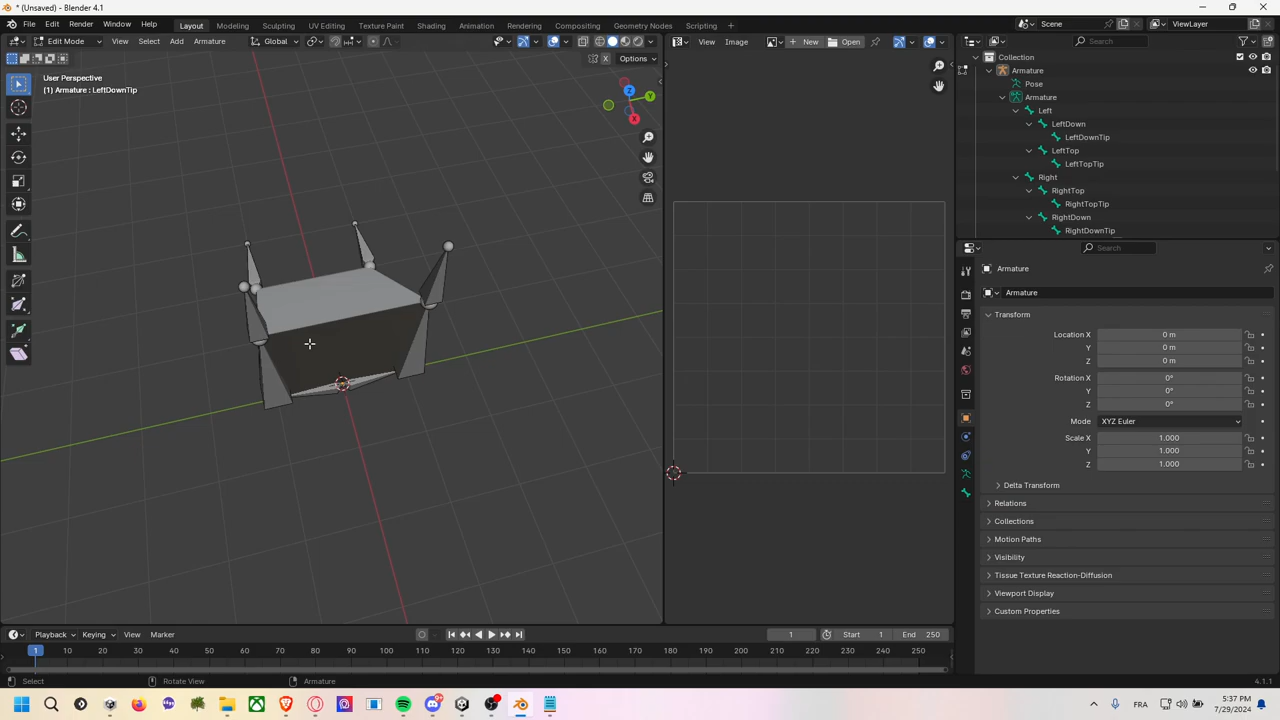 * (Unsaved) - Blender 4.1
File Edit Render Window Help Layout Modeling Sculpting UV Editing Texture Paint Shading Animation Rendering Compositing Geometry Nodes Scripting + Scene ViewLayer
Edit Mode View Select Add Armature Global View Image New Open Search
X Options
User Perspective
(1) Armature : LeftDownTip
Z
Y
X
Collection
Armature
Pose
Armature
Left
LeftDown
LeftDownTip
LeftTop
LeftTopTip
Right
RightTop
RightTopTip
RightDown
RightDownTip
Search
Armature
Armature
Transform
Location X 0 m
Y 0 m
Z 0 m
Rotation X 0°
Y 0°
Z 0°
Mode XYZ Euler
Scale X 1.000
Y 1.000
Z 1.000
Delta Transform
Relations
Collections
Motion Paths
Visibility
Tissue Texture Reaction-Diffusion
Viewport Display
Custom Properties
Playback Keying View Marker 1 Start 1 End 250
1 10 20 30 40 50 60 70 80 90 100 110 120 130 140 150 160 170 180 190 200 210 220 230 240 250
Select Rotate View Armature 4.1.1
FRA 5:37 PM
7/29/2024